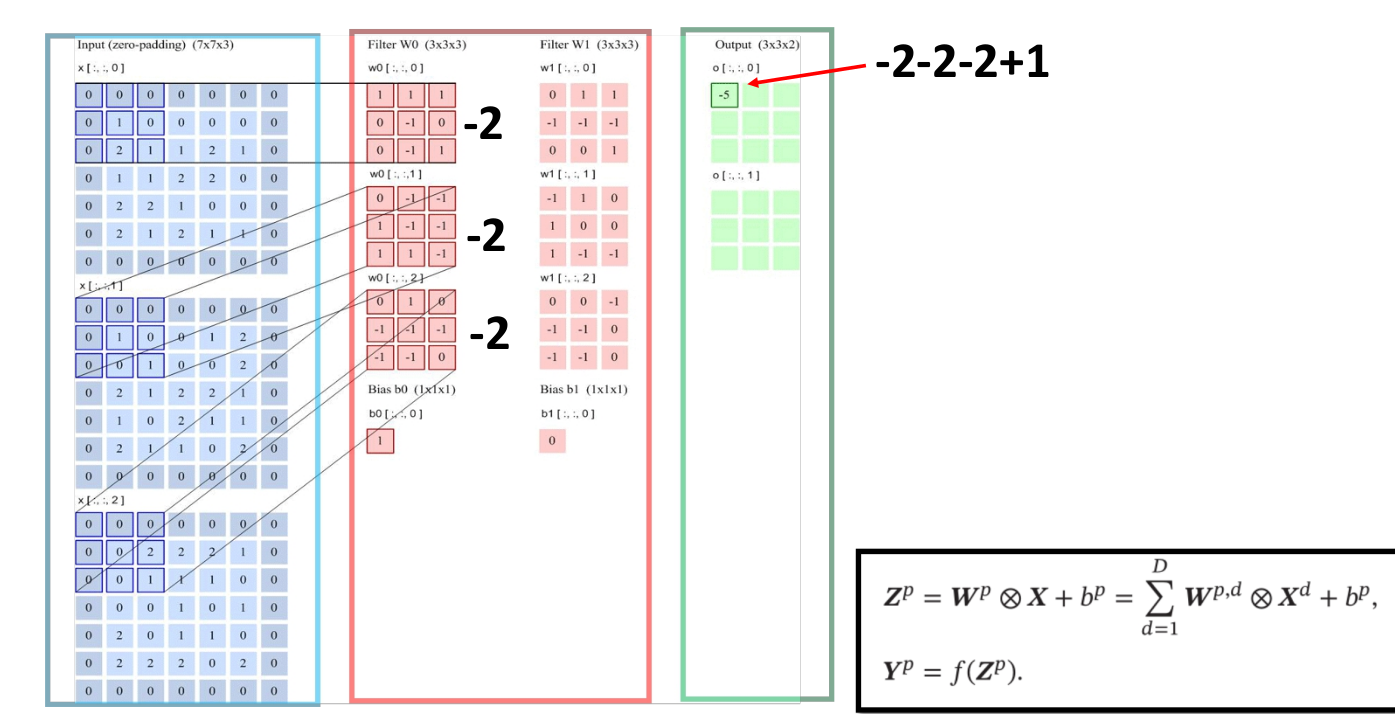 Input (zero-padding) (7x7x3)
x [ :, :, 0 ]
0 0 0 0 0 0 0
0 1 0 0 0 0 0
0 2 1 1 2 1 0
0 1 1 2 2 0 0
0 2 2 1 0 0 0
0 2 1 2 1 1 0
0 0 0 0 0 0 0
x [ :, :,1 ]
0 0 0 0 0 0 0
0 1 0 0 1 2 0
0 0 1 0 0 2 0
0 2 1 2 2 1 0
0 1 0 2 1 1 0
0 2 1 1 0 2 0
0 0 0 0 0 0 0
x [ :, :, 2 ]
0 0 0 0 0 0 0
0 0 2 2 2 1 0
0 0 1 1 1 0 0
0 0 0 1 0 1 0
0 2 0 1 1 0 0
0 2 2 2 0 2 0
0 0 0 0 0 0 0
Filter W0 (3x3x3)
w0 [ :, :, 0 ]
1 1 1
0 -1 0
0 -1 1
-2
w0 [ :, :,1 ]
0 -1 -1
1 -1 -1
1 1 -1
-2
w0 [ :, :, 2 ]
0 1 0
-1 -1 -1
-1 -1 0
-2
Bias b0 (1x1x1)
b0 [ :, :, 0 ]
1
Filter W1 (3x3x3)
w1 [ :, :, 0 ]
0 1 1
-1 -1 -1
0 0 1
w1 [ :, :, 1 ]
-1 1 0
1 0 0
1 -1 -1
w1 [ :, :, 2 ]
0 0 -1
-1 -1 0
-1 -1 0
Bias b1 (1x1x1)
b1 [ :, :, 0 ]
0
Output (3x3x2)
o [ :, :, 0 ]
-5
o [ :, :, 1 ]
-2-2-2+1
Z^p = W^p ⊗ X + b^p = ∑_{d=1}^{D} W^{p,d} ⊗ X^d + b^p,
Y^p = f(Z^p).